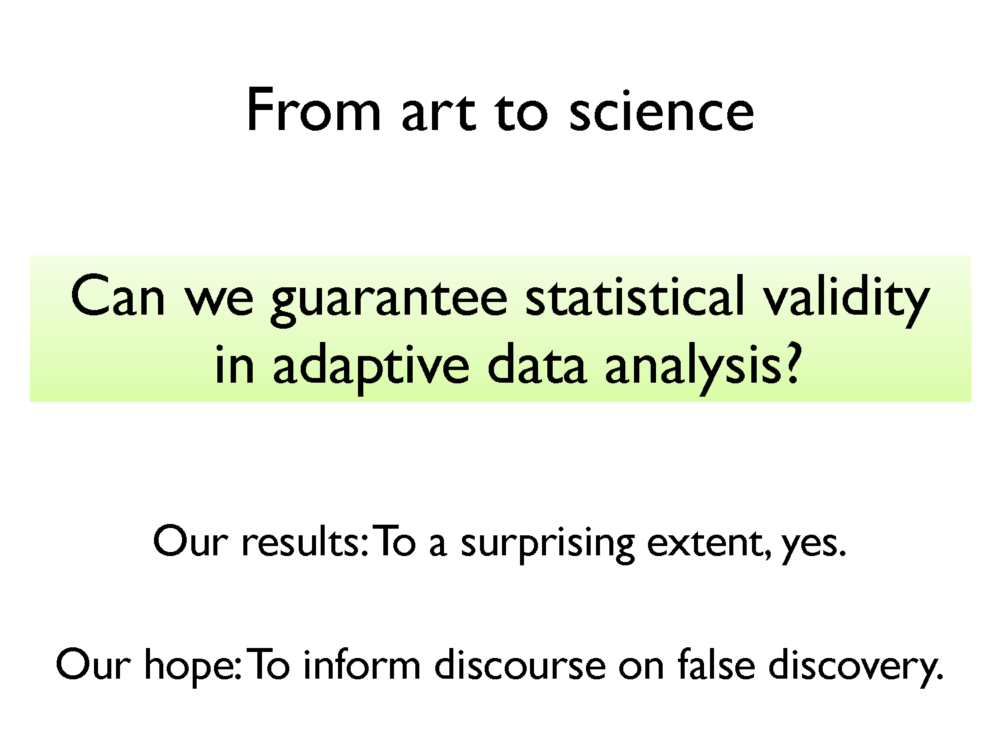 From art to science
Can we guarantee statistical validity
in adaptive data analysis?
Our results: To a surprising extent, yes.
Our hope: To inform discourse on false discovery.